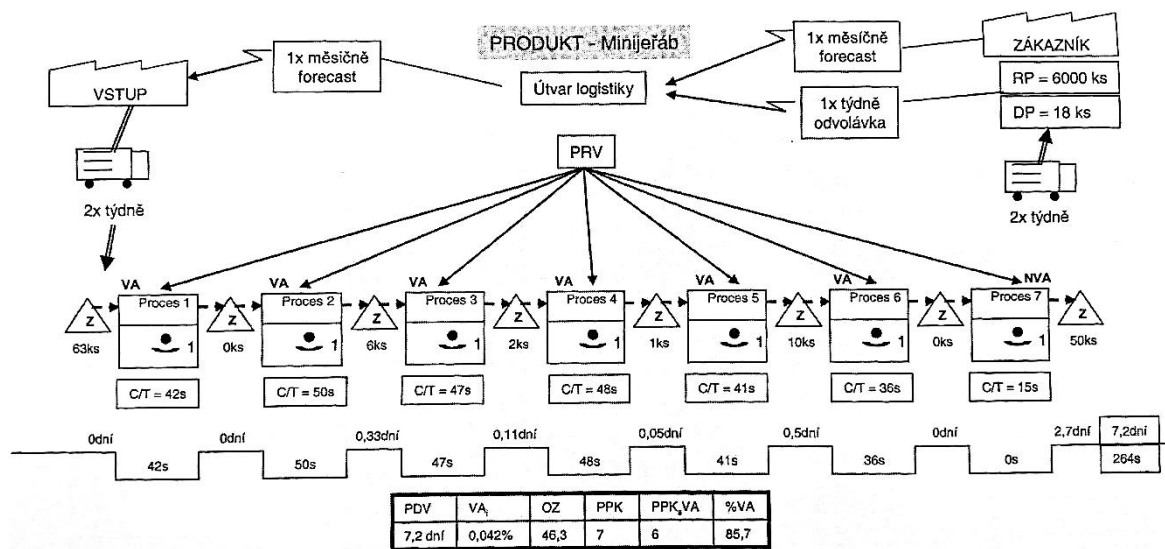 PRODUKT - Minijeřáb
1x měsíčně
forecast
VSTUP
Útvar logistiky
1x měsíčně
forecast
1x týdně
odvolávka
ZÁKAZNÍK
RP = 6000 ks
DP = 18 ks
PRV
2x týdně
2x týdně
VA
VA
VA
VA
VA
VA
NVA
Proces 1
Proces 2
Proces 3
Proces 4
Proces 5
Proces 6
Proces 7
Z
Z
Z
Z
Z
Z
Z
Z
1
1
1
1
1
1
1
63ks
0ks
6ks
2ks
1ks
10ks
0ks
50ks
C/T = 42s
C/T = 50s
C/T = 47s
C/T = 48s
C/T = 41s
C/T = 36s
C/T = 15s
0dní
0dní
0,33dní
0,11dní
0,05dní
0,5dní
0dní
2,7dní
7,2dní
42s
50s
47s
48s
41s
36s
0s
264s
PDV VAi OZ PPK PPKsVA %VA
7,2 dní 0,042% 46,3 7 6 85,7